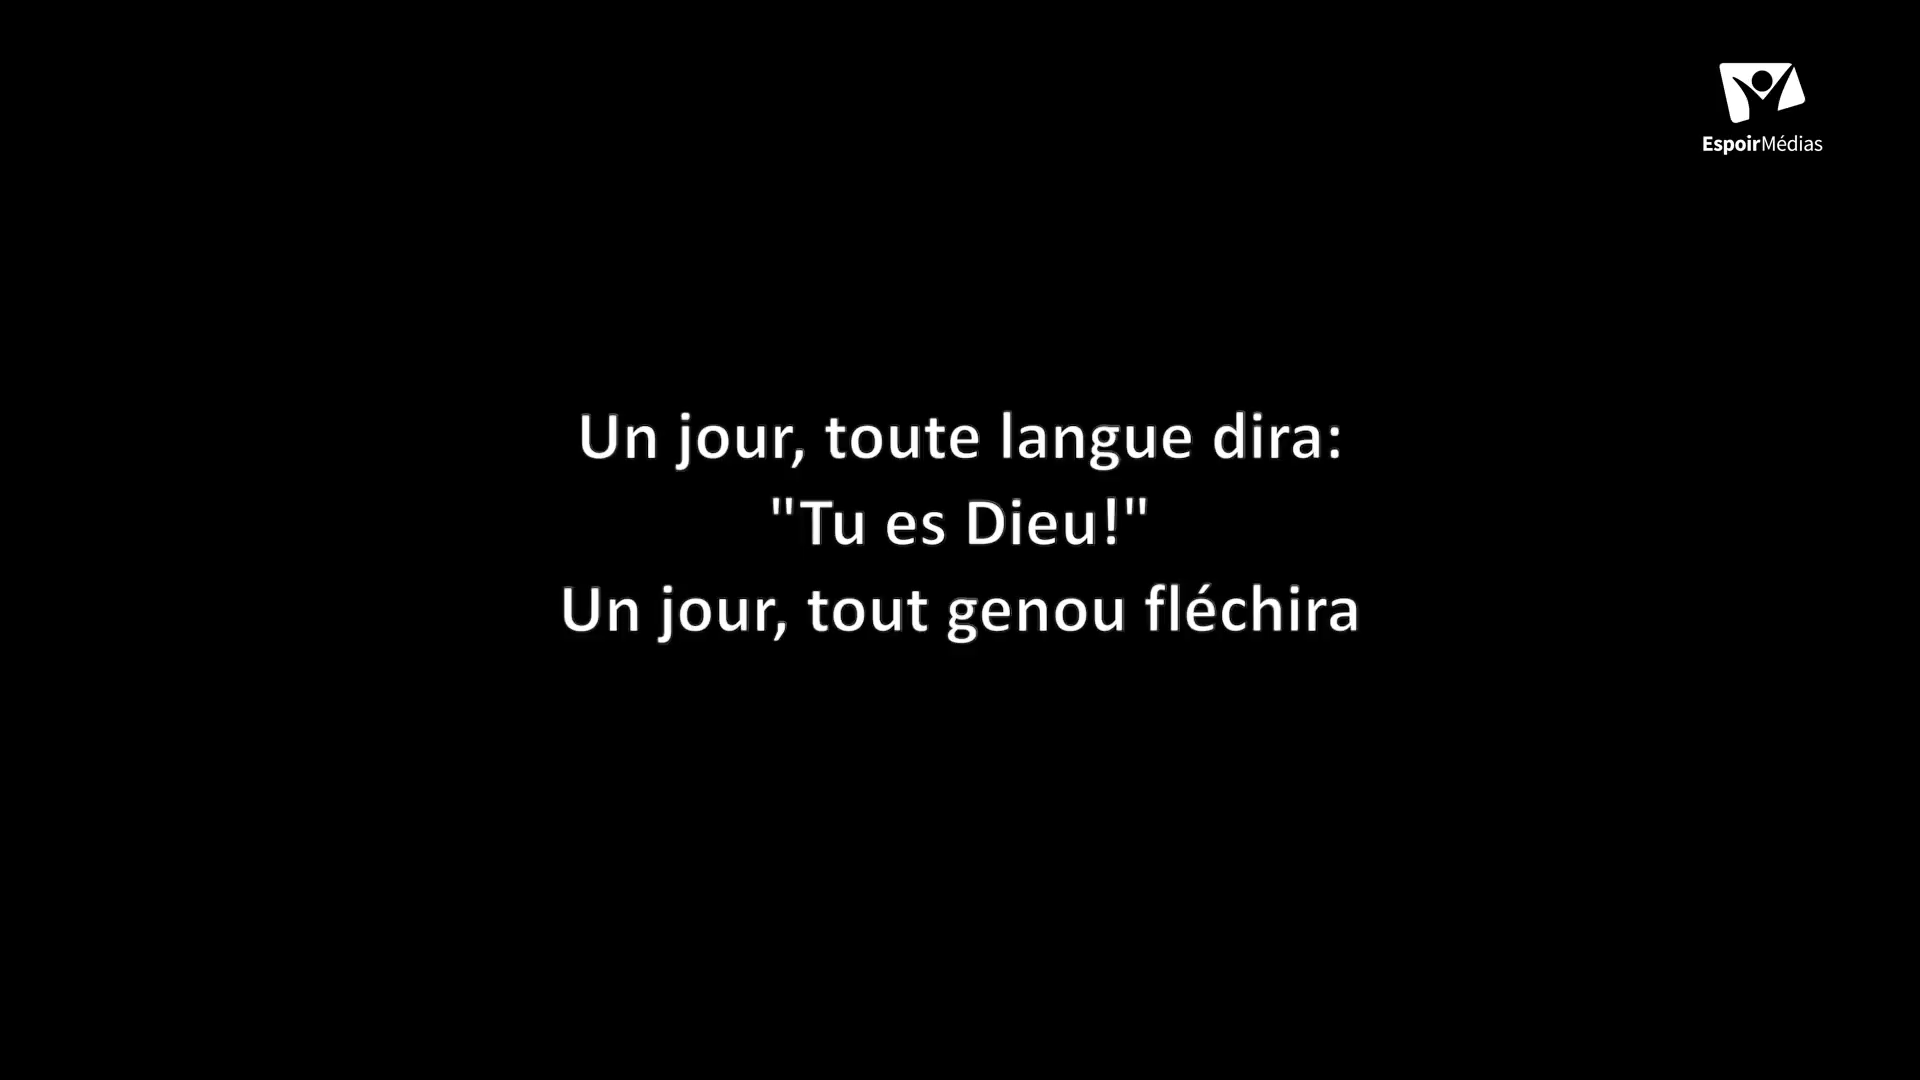 EspoirMédias
Un jour, toute langue dira:
"Tu es Dieu!"
Un jour, tout genou fléchira